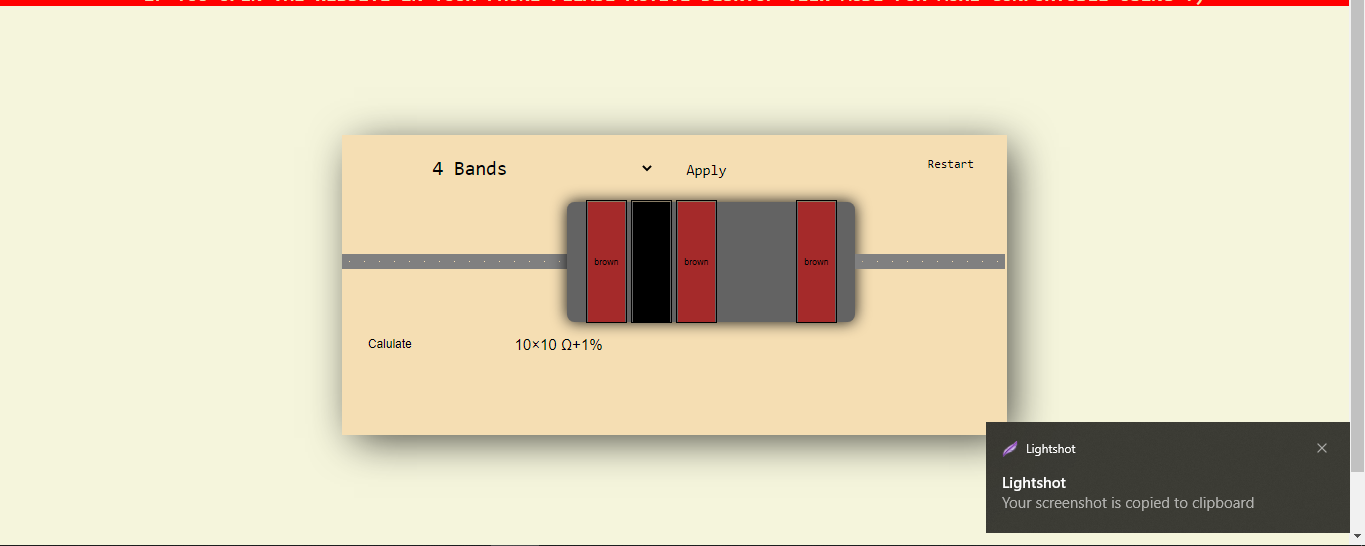 4 Bands
Apply
Restart
brown
brown
brown
Calulate
10×10 Ω+1%
Lightshot
Lightshot
Your screenshot is copied to clipboard